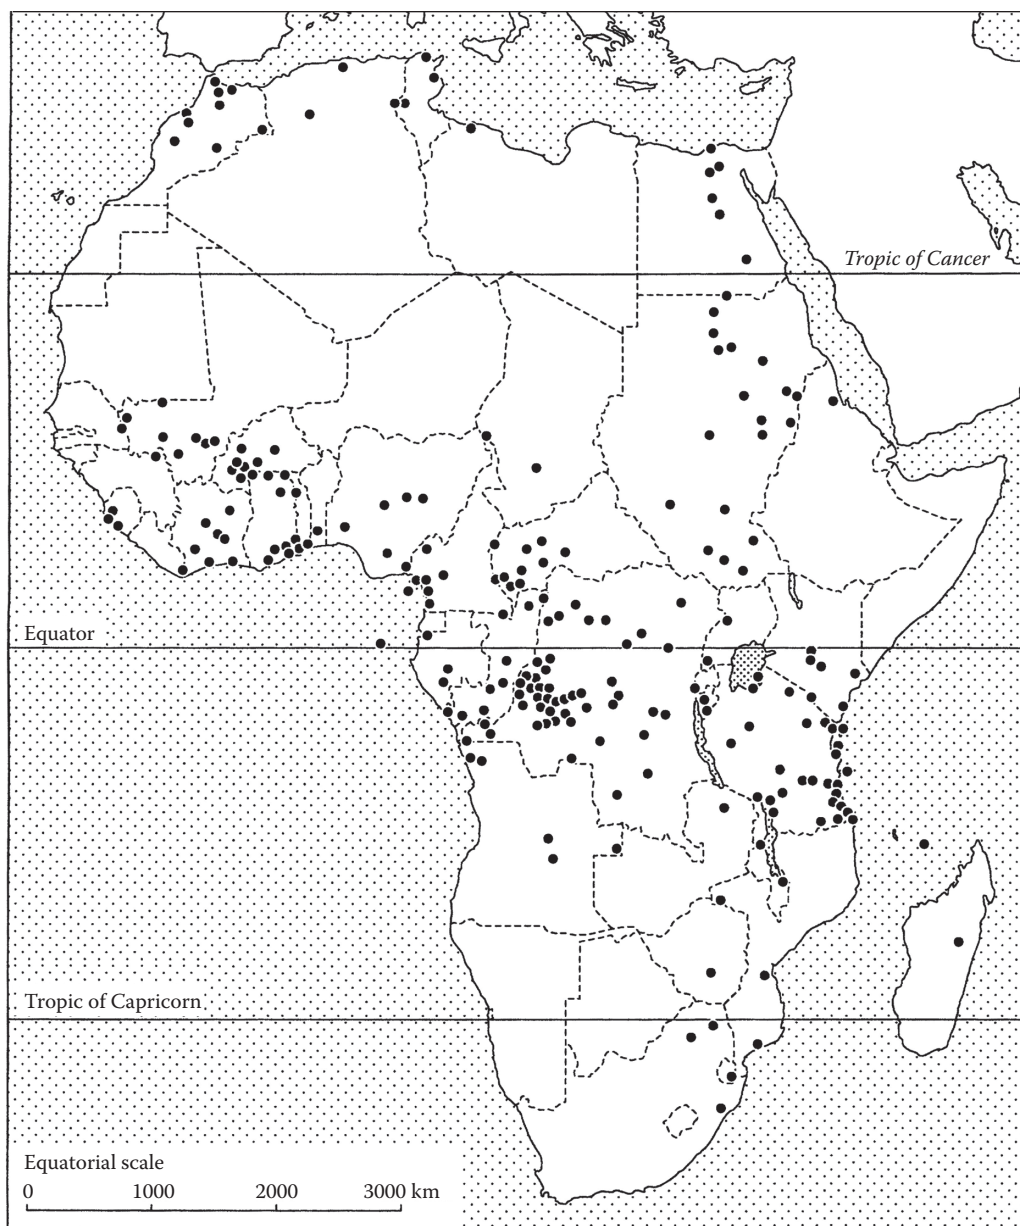 Tropic of Cancer
Equator
Tropic of Capricorn
Equatorial scale
0 1000 2000 3000 km